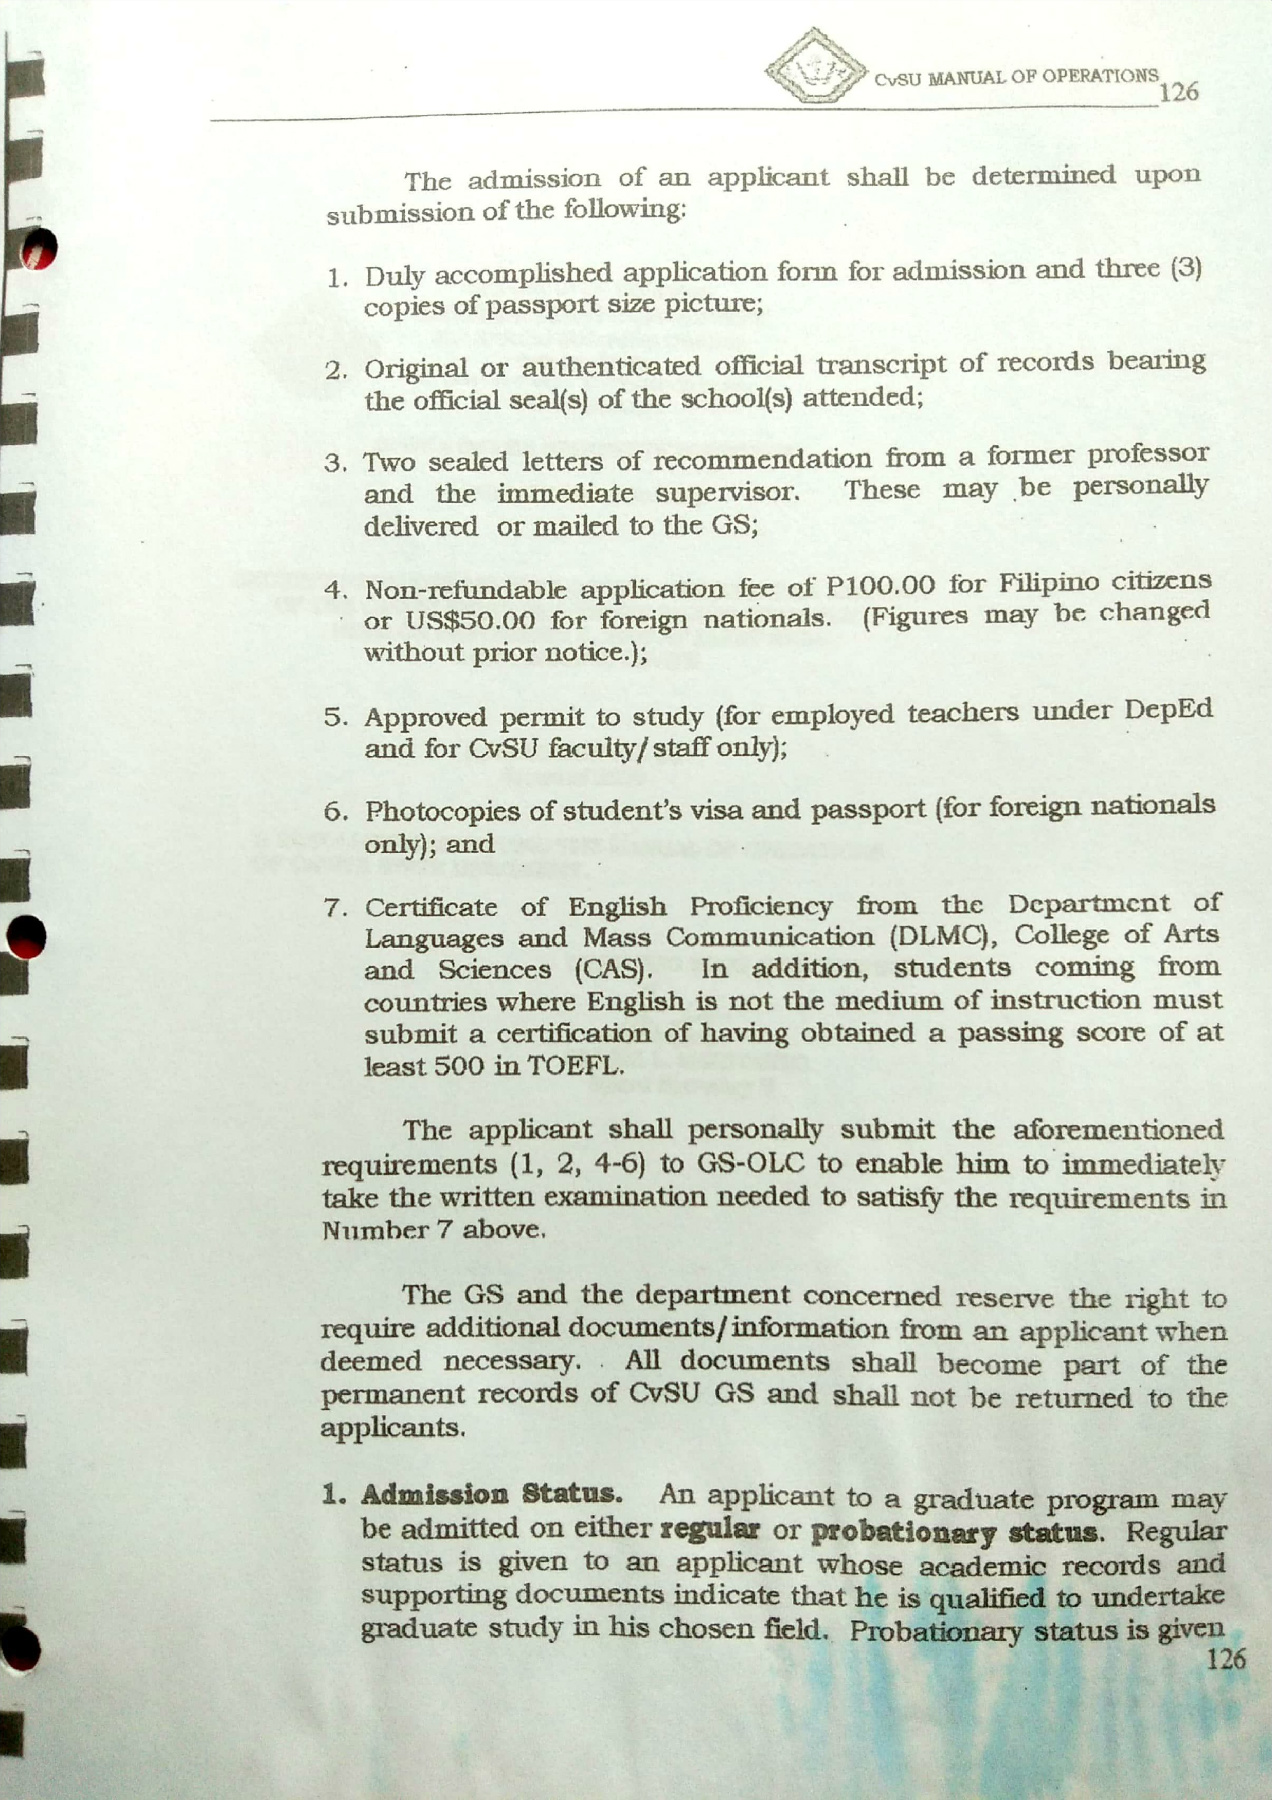 CvSU MANUAL OF OPERATIONS
126
The admission of an applicant shall be determined upon
submission of the following:
1. Duly accomplished application form for admission and three (3)
copies of passport size picture;
2. Original or authenticated official transcript of records bearing
the official seal(s) of the school(s) attended;
3. Two sealed letters of recommendation from a former professor
and the immediate supervisor. These may be personally
delivered or mailed to the GS;
4. Non-refundable application fee of P100.00 for Filipino citizens
or US$50.00 for foreign nationals. (Figures may be changed
without prior notice.);
5. Approved permit to study (for employed teachers under DepEd
and for CvSU faculty/staff only);
6. Photocopies of student's visa and passport (for foreign nationals
only); and
7. Certificate of English Proficiency from the Department of
Languages and Mass Communication (DLMC), College of Arts
and Sciences (CAS). In addition, students coming from
countries where English is not the medium of instruction must
submit a certification of having obtained a passing score of at
least 500 in TOEFL.
The applicant shall personally submit the aforementioned
requirements (1, 2, 4-6) to GS-OLC to enable him to immediately
take the written examination needed to satisfy the requirements in
Number 7 above.
The GS and the department concerned reserve the right to
require additional documents/information from an applicant when
deemed necessary. All documents shall become part of the
permanent records of CvSU GS and shall not be returned to the
applicants.
1. Admission Status. An applicant to a graduate program may
be admitted on either regular or probationary status. Regular
status is given to an applicant whose academic records and
supporting documents indicate that he is qualified to undertake
graduate study in his chosen field. Probationary status is given
126